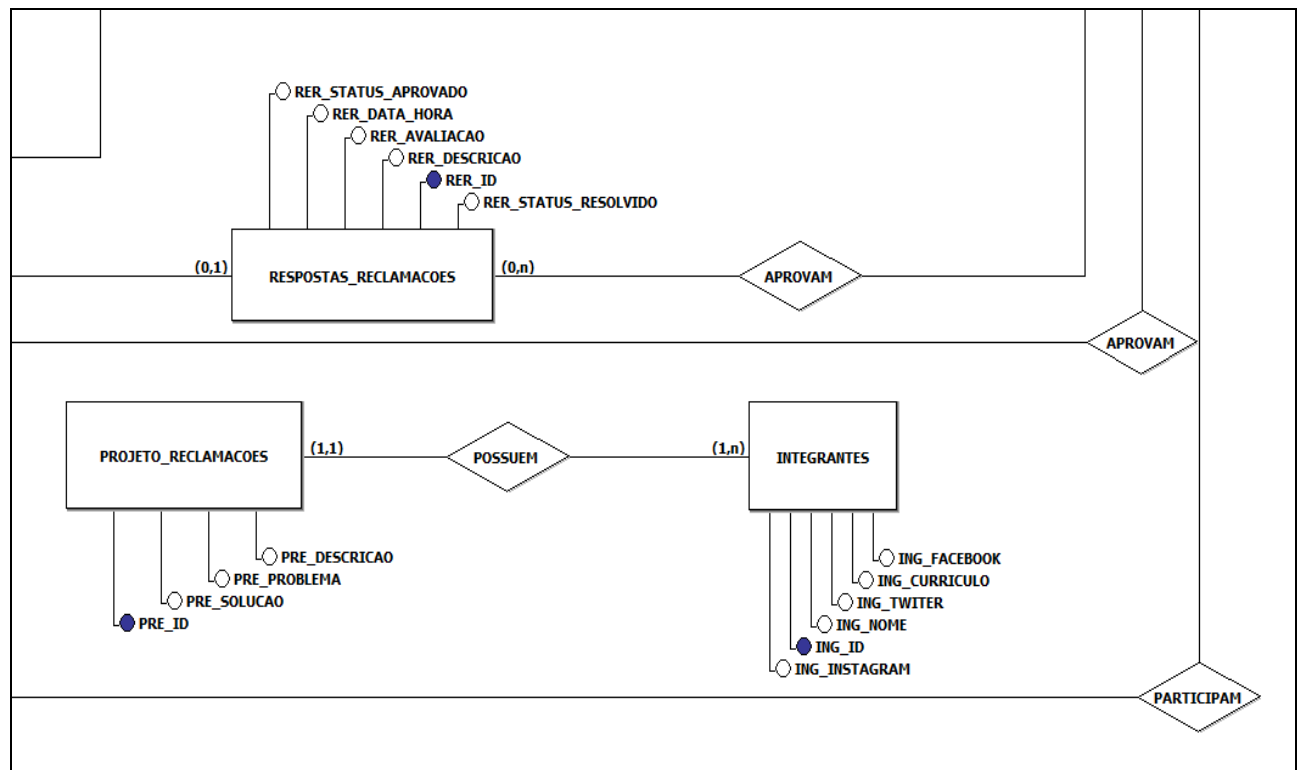 RER_STATUS_APROVADO
RER_DATA_HORA
RER_AVALIACAO
RER_DESCRICAO
RER_ID
RER_STATUS_RESOLVIDO
(0,1)
RESPOSTAS_RECLAMACOES
(0,n)
APROVAM
APROVAM
PROJETO_RECLAMACOES
(1,1)
POSSUEM
(1,n)
INTEGRANTES
PRE_DESCRICAO
PRE_PROBLEMA
PRE_SOLUCAO
PRE_ID
ING_FACEBOOK
ING_CURRICULO
ING_TWITER
ING_NOME
ING_ID
ING_INSTAGRAM
PARTICIPAM